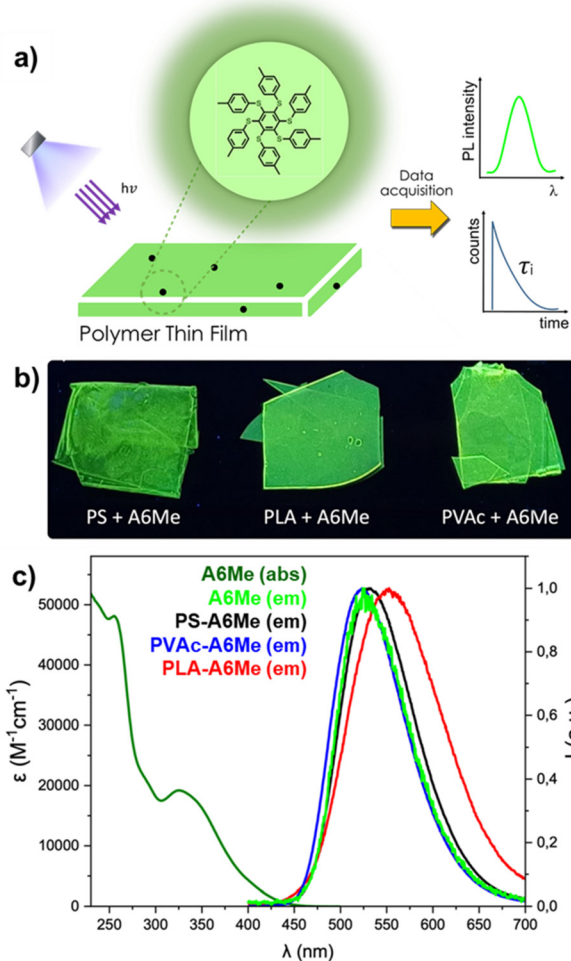 a)
hν
S
S
S
S
S
S
Data
acquisition
PL intensity
λ
counts
τi
time
Polymer Thin Film
b)
PS + A6Me
PLA + A6Me
PVAc + A6Me
c)
A6Me (abs)
A6Me (em)
PS-A6Me (em)
PVAc-A6Me (em)
PLA-A6Me (em)
ε (M⁻¹cm⁻¹)
50000
40000
30000
20000
10000
0
1,0
0,8
0,6
0,4
0,2
0,0
250 300 350 400 450 500 550 600 650 700
λ (nm)